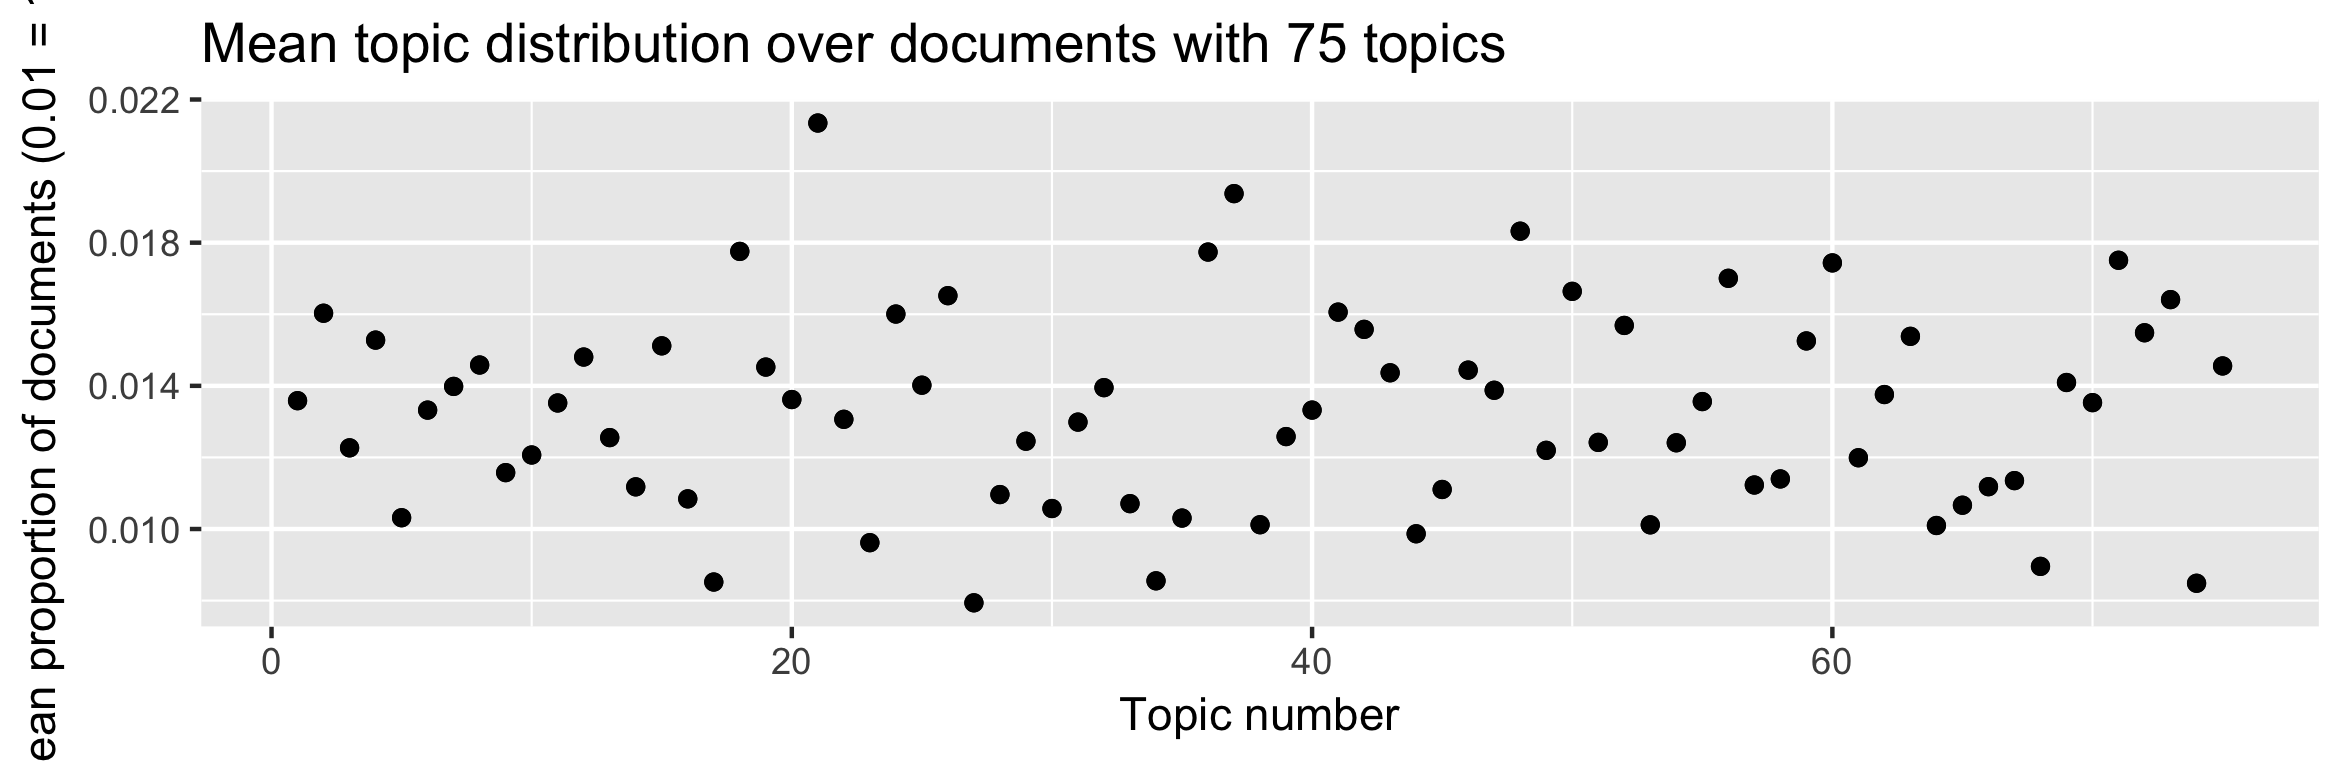 Mean topic distribution over documents with 75 topics
ean proportion of documents (0.01 =
0.022
0.018
0.014
0.010
0 20 40 60
Topic number